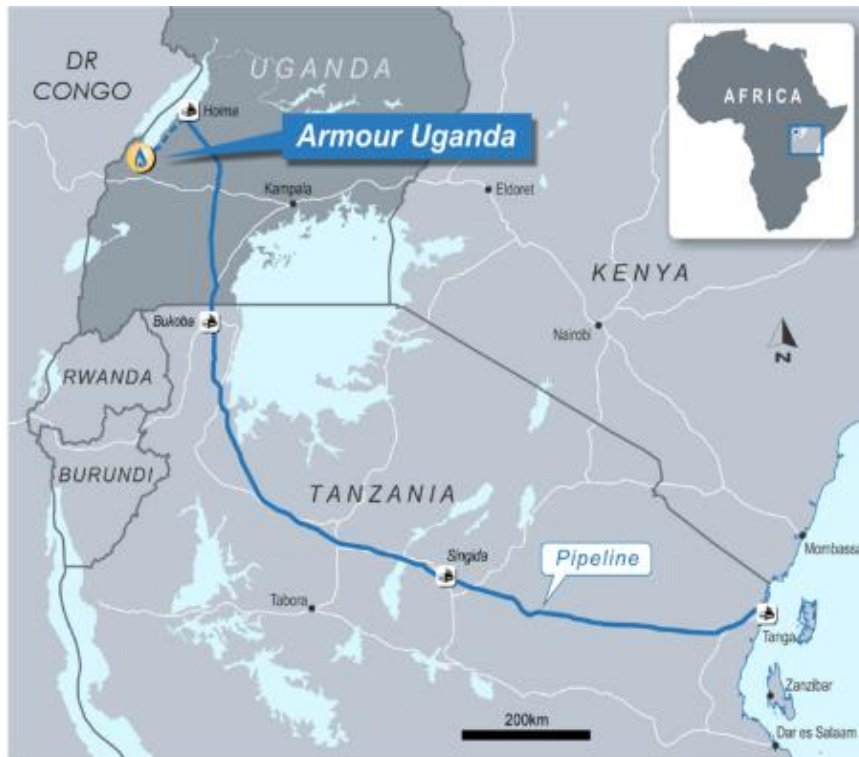 DR
CONGO
UGANDA
Hoima
Armour Uganda
AFRICA
Kampala
Eldoret
KENYA
Nairobi
N
Bukoba
RWANDA
BURUNDI
TANZANIA
Singida
Pipeline
Mombassa
Tabora
Tanga
Zanzibar
200km
Dar es Salaam